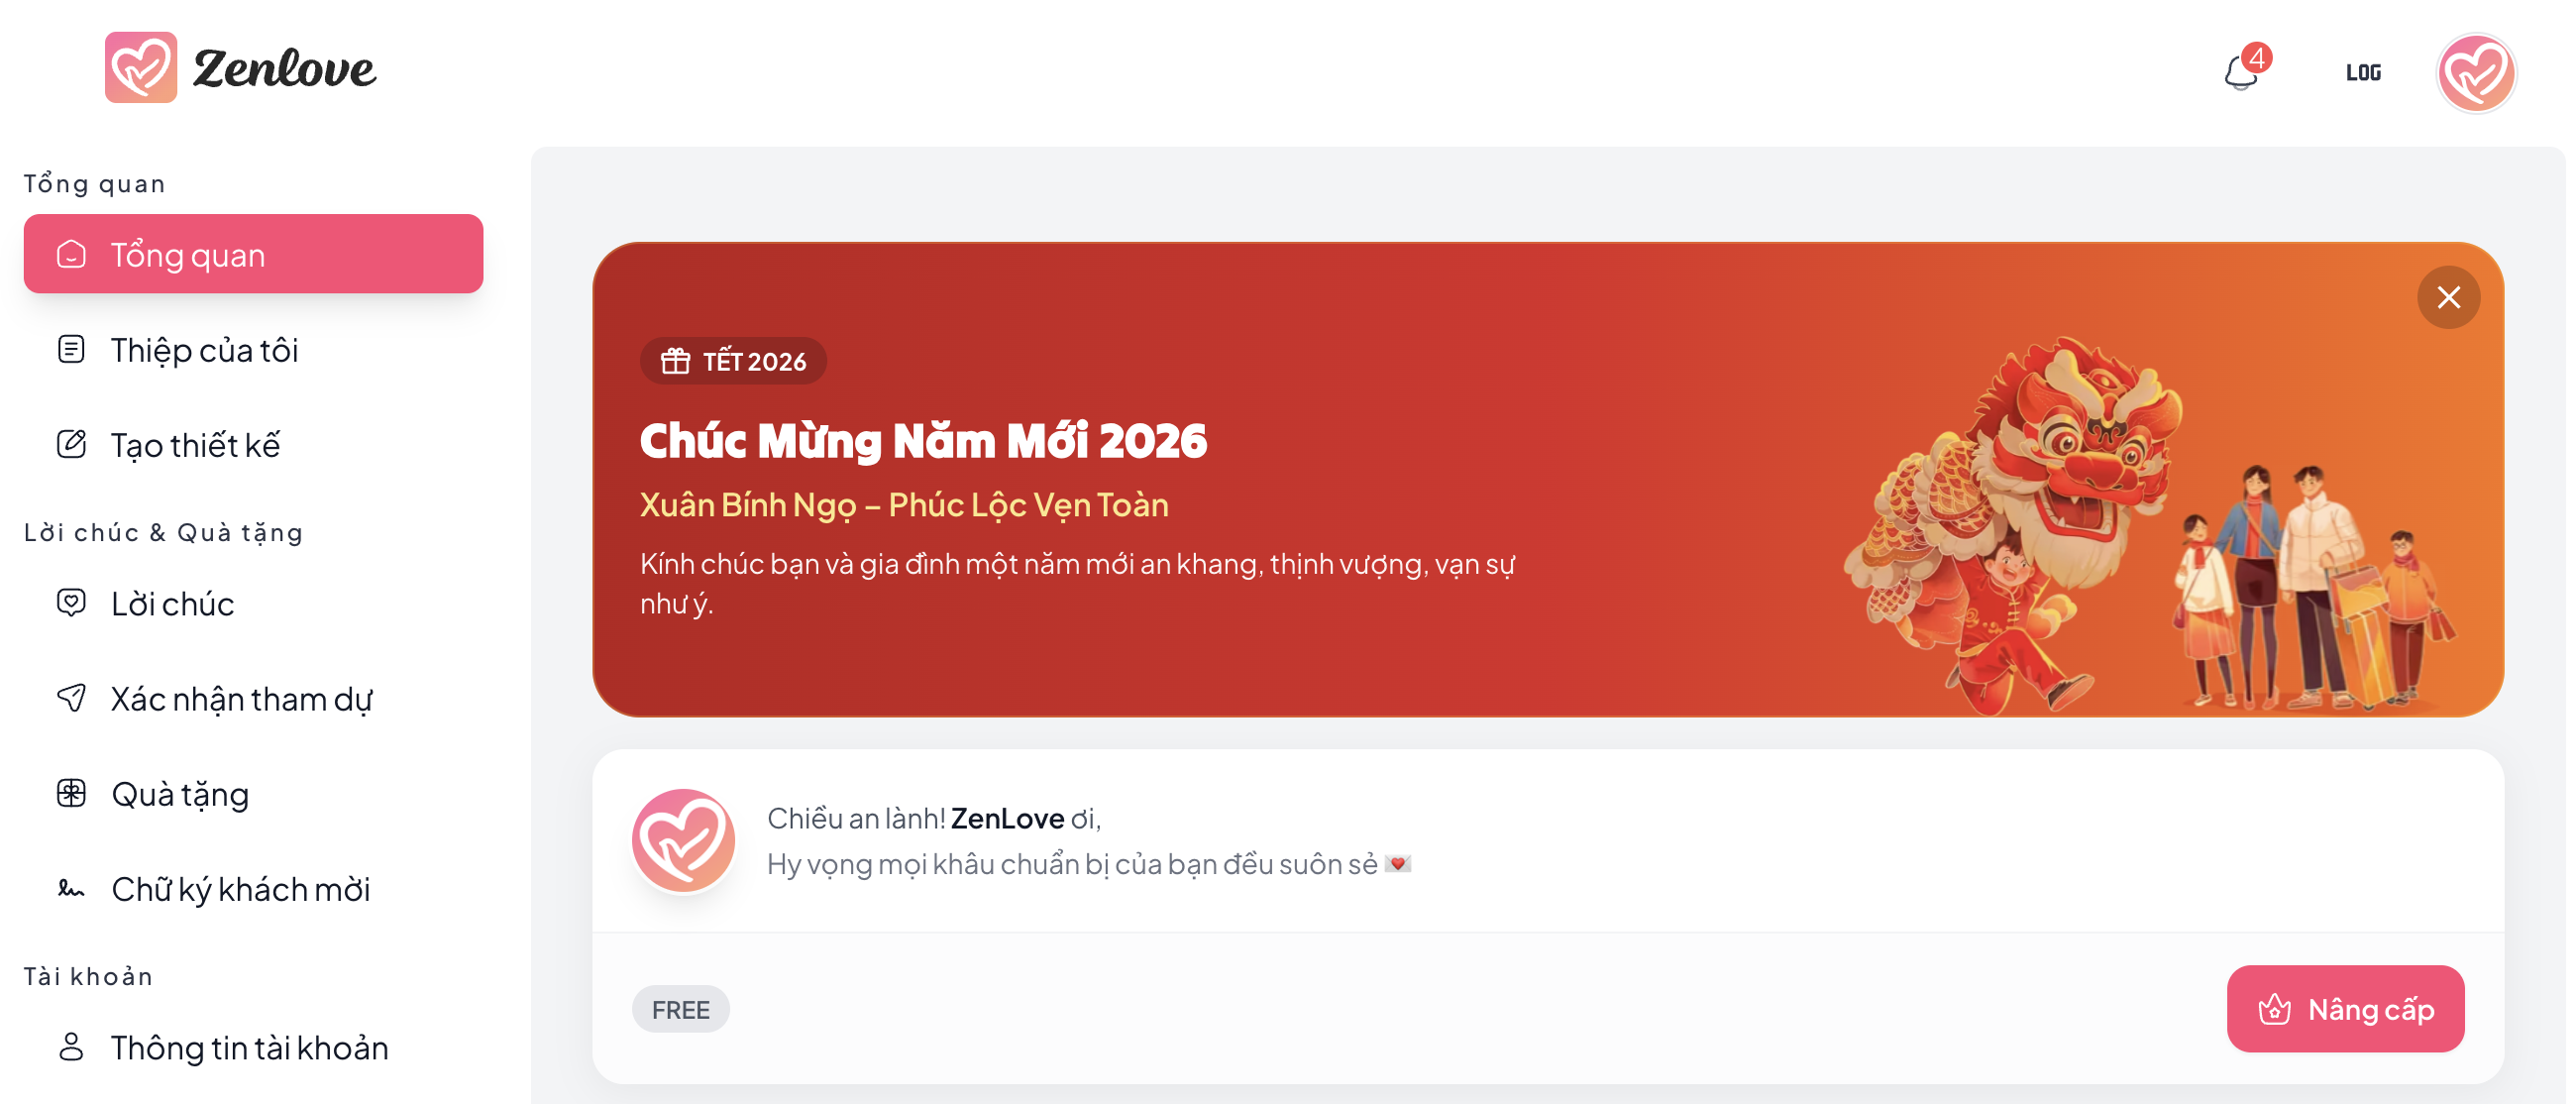 Zenlove
4
LOG
Tổng quan
Tổng quan
Thiệp của tôi
Tạo thiết kế
Lời chúc & Quà tặng
Lời chúc
Xác nhận tham dự
Quà tặng
Chữ ký khách mời
Tài khoản
Thông tin tài khoản
TẾT 2026
Chúc Mừng Năm Mới 2026
Xuân Bính Ngọ – Phúc Lộc Vẹn Toàn
Kính chúc bạn và gia đình một năm mới an khang, thịnh vượng, vạn sự
như ý.
Chiều an lành! ZenLove ơi,
Hy vọng mọi khâu chuẩn bị của bạn đều suôn sẻ 💌
FREE
Nâng cấp